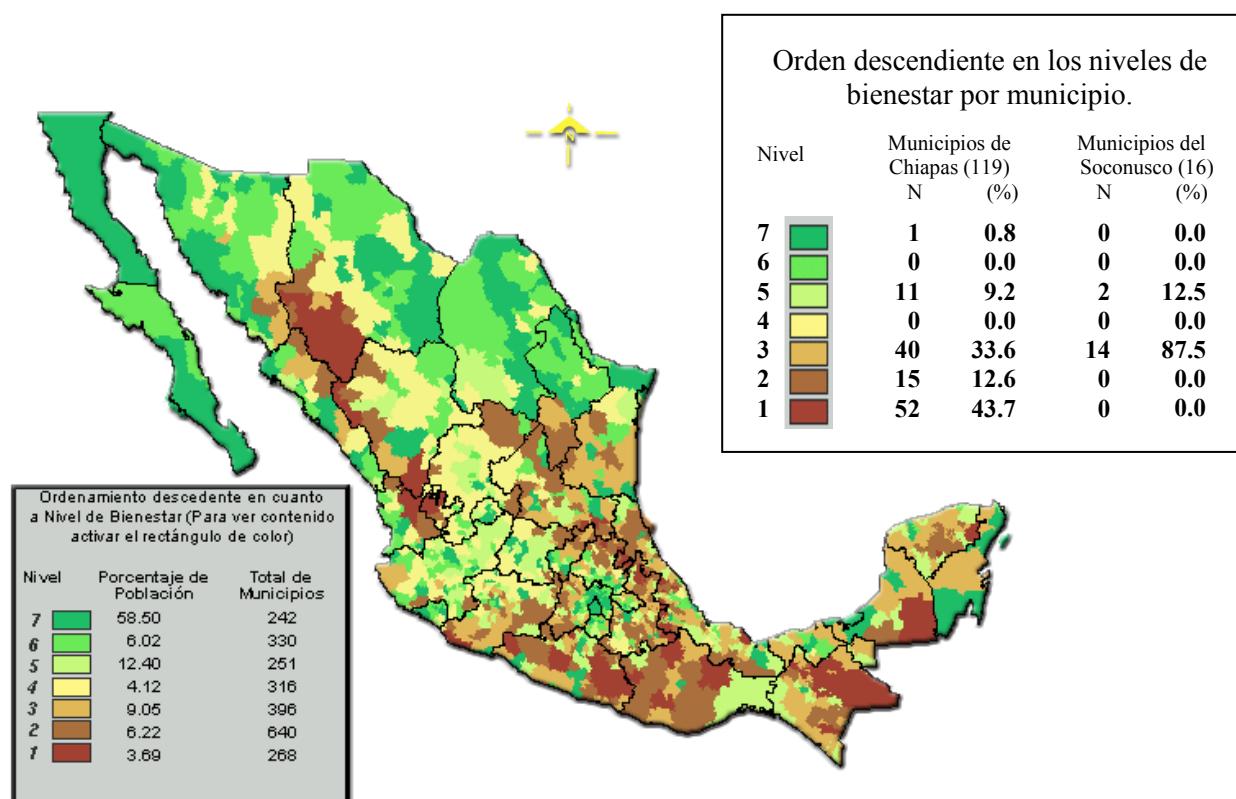 Orden descendiente en los niveles de
bienestar por municipio.
Nivel Municipios de Municipios del
Chiapas (119) Soconusco (16)
N (%) N (%)
7 1 0.8 0 0.0
6 0 0.0 0 0.0
5 11 9.2 2 12.5
4 0 0.0 0 0.0
3 40 33.6 14 87.5
2 15 12.6 0 0.0
1 52 43.7 0 0.0
Ordenamiento descedente en cuanto
a Nivel de Bienestar (Para ver contenido
activar el rectángulo de color)
Nivel Porcentaje de Total de
Población Municipios
7 58.50 242
6 6.02 330
5 12.40 251
4 4.12 316
3 9.05 396
2 6.22 640
1 3.69 268